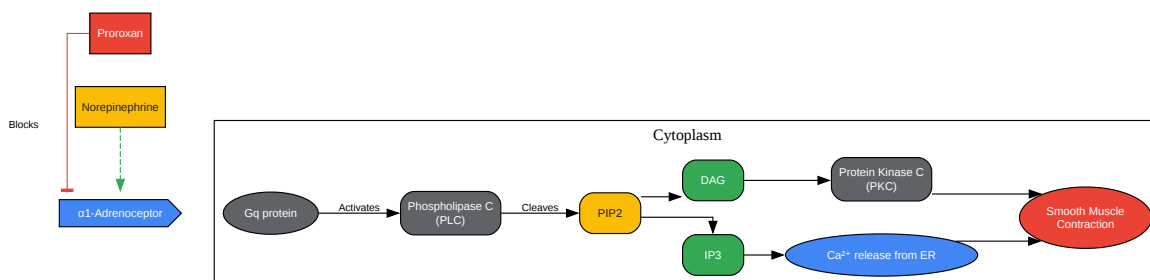 Proroxan
Norepinephrine
Blocks
α1-Adrenoceptor
Cytoplasm
Gq protein
Activates
Phospholipase C
(PLC)
Cleaves
PIP2
DAG
IP3
Protein Kinase C
(PKC)
Ca²⁺ release from ER
Smooth Muscle
Contraction